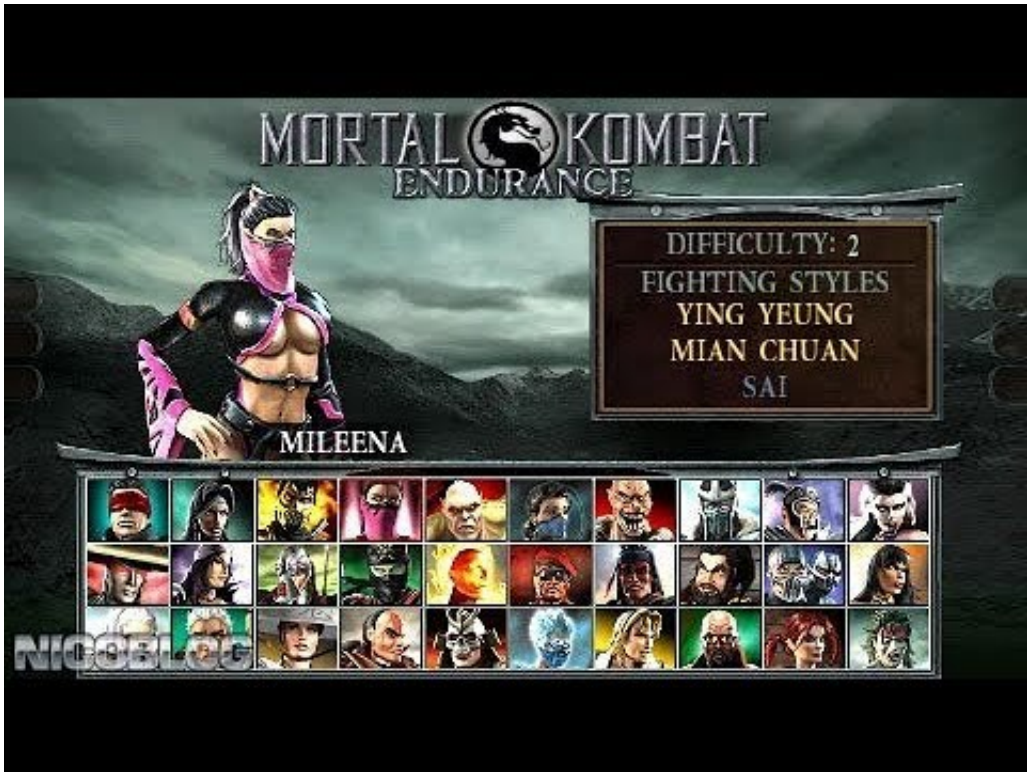 MORTAL KOMBAT
ENDURANCE
DIFFICULTY: 2
FIGHTING STYLES
YING YEUNG
MIAN CHUAN
SAI
MILEENA
NICOBLOG